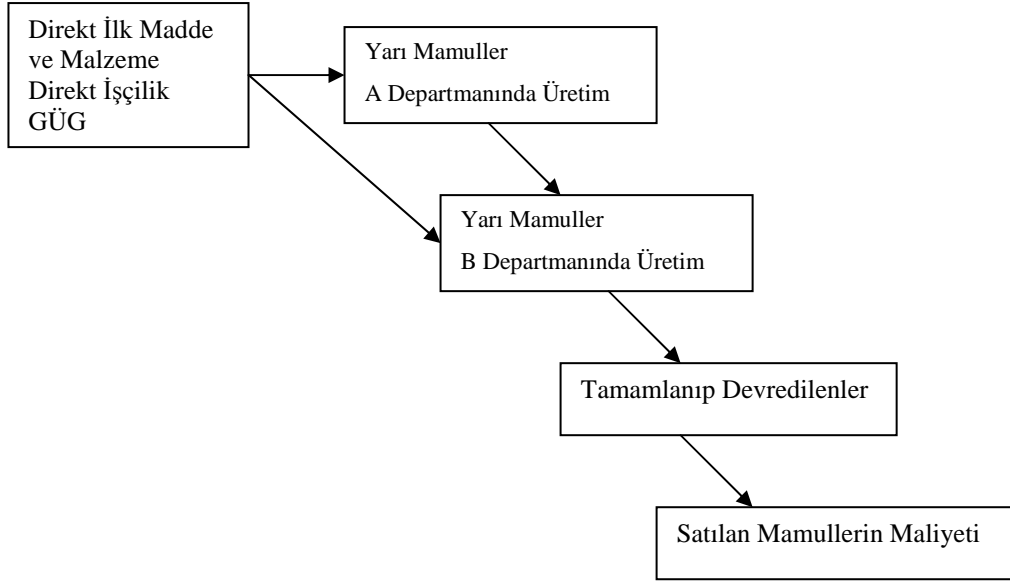 Direkt İlk Madde
ve Malzeme
Direkt İşçilik
GÜG
Yarı Mamuller
A Departmanında Üretim
Yarı Mamuller
B Departmanında Üretim
Tamamlanıp Devredilenler
Satılan Mamullerin Maliyeti